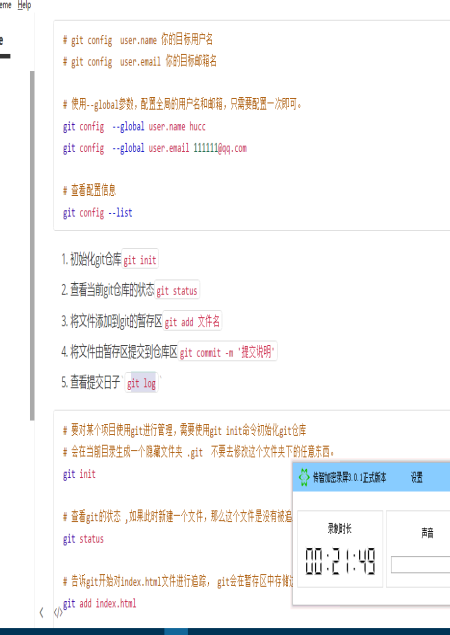 eme Help
e
# git config user.name 你的目标用户名
# git config user.email 你的目标邮箱名
# 使用--global参数，配置全局的用户名和邮箱，只需要配置一次即可。
git config --global user.name hucc
git config --global user.email 111111@qq.com
# 查看配置信息
git config --list
1. 初始化git仓库 git init
2. 查看当前git仓库的状态 git status
3. 将文件添加到git的暂存区 git add 文件名
4. 将文件由暂存区提交到仓库区 git commit -m '提交说明'
5. 查看提交日子 `git log`
# 要对某个项目使用git进行管理，需要使用git init命令初始化git仓库
# 会在当前目录生成一个隐藏文件夹 .git 不要去修改这个文件夹下的任意东西。
git init
# 查看git的状态 ,如果此时新建一个文件，那么这个文件是没有被追
git status
# 告诉git开始对index.html文件进行追踪， git会在暂存区中存储
git add index.html
传智加密录屏3.0.1正式版本 设置
录制时长 声音
00:21:49